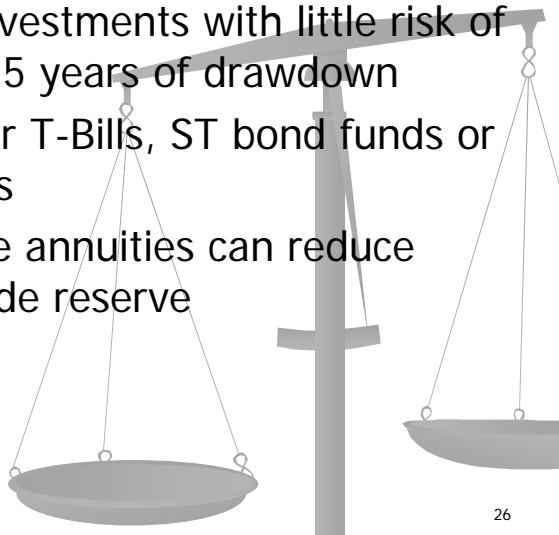 vestments with little risk of
5 years of drawdown
r T-Bills, ST bond funds or
s
e annuities can reduce
de reserve
26